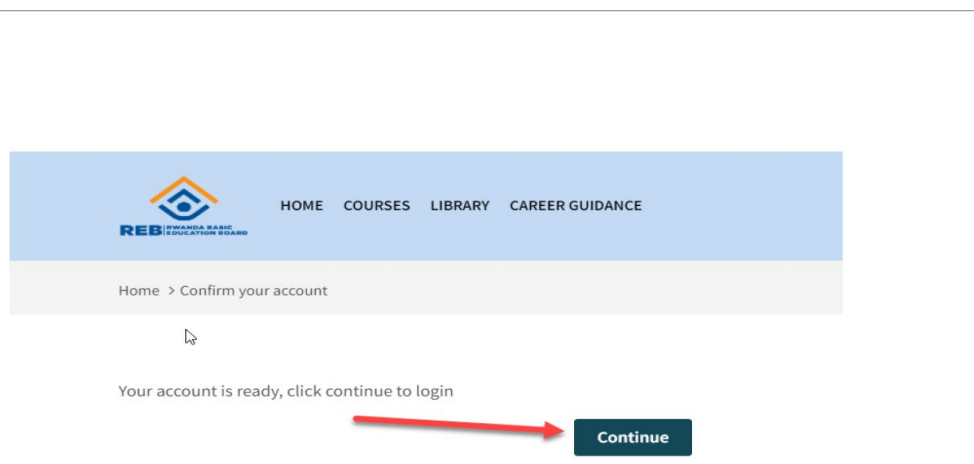 REB RWANDA BASIC
EDUCATION BOARD
HOME COURSES LIBRARY CAREER GUIDANCE
Home > Confirm your account
Your account is ready, click continue to login
Continue